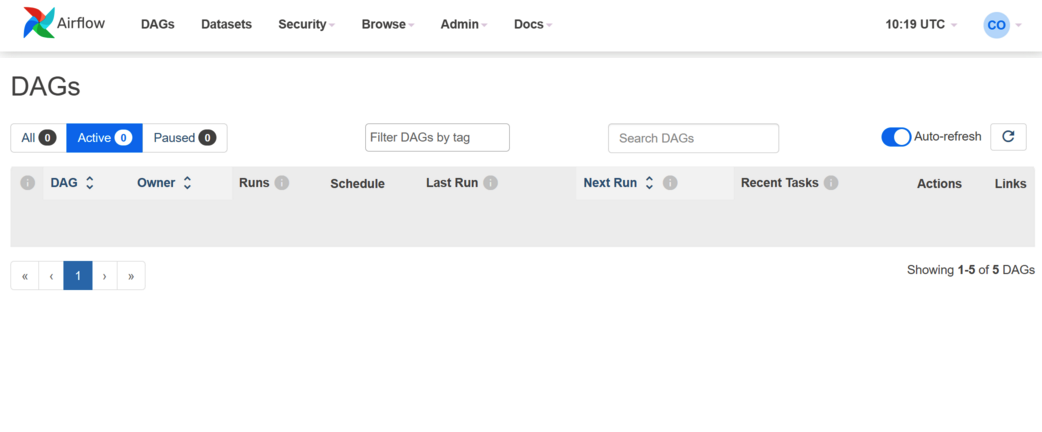 Airflow DAGs Datasets Security Browse Admin Docs 10:19 UTC CO
DAGs
All 0 Active 0 Paused 0 Filter DAGs by tag Search DAGs Auto-refresh
DAG Owner Runs Schedule Last Run Next Run Recent Tasks Actions Links
« ‹ 1 › » Showing 1-5 of 5 DAGs